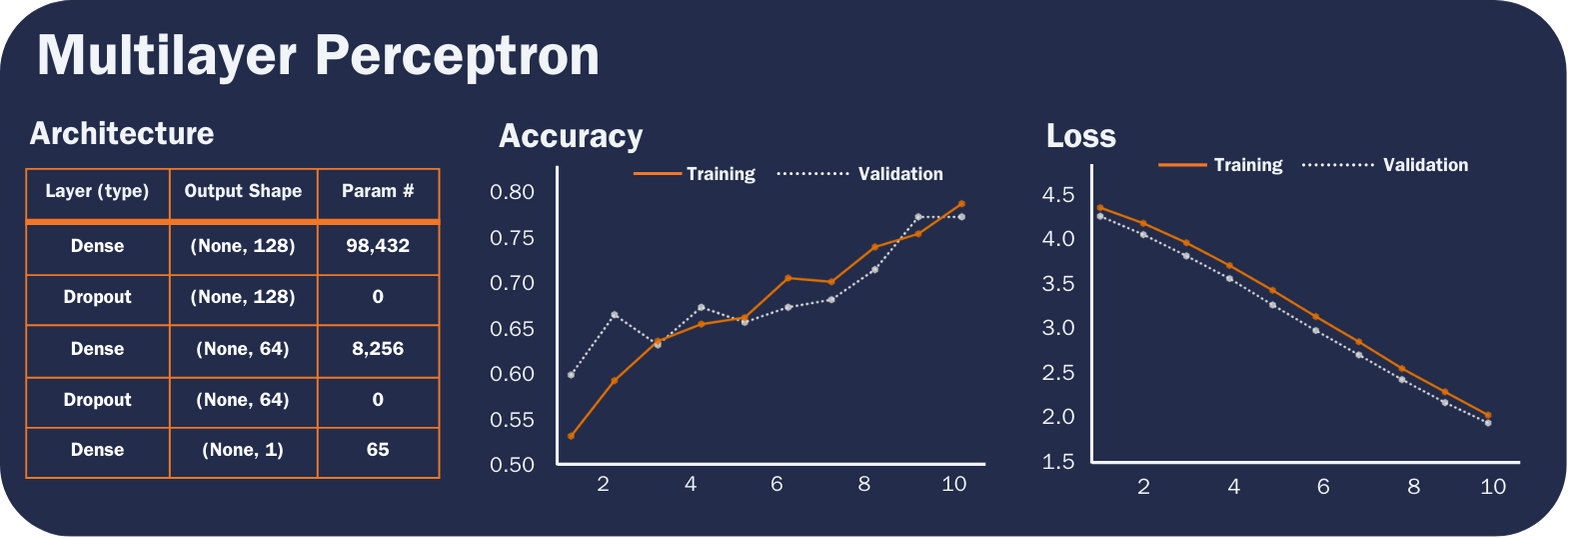 Multilayer Perceptron
Architecture
Layer (type) Output Shape Param #
Dense (None, 128) 98,432
Dropout (None, 128) 0
Dense (None, 64) 8,256
Dropout (None, 64) 0
Dense (None, 1) 65
Accuracy
Training Validation
0.80
0.75
0.70
0.65
0.60
0.55
0.50
2 4 6 8 10
Loss
Training Validation
4.5
4.0
3.5
3.0
2.5
2.0
1.5
2 4 6 8 10